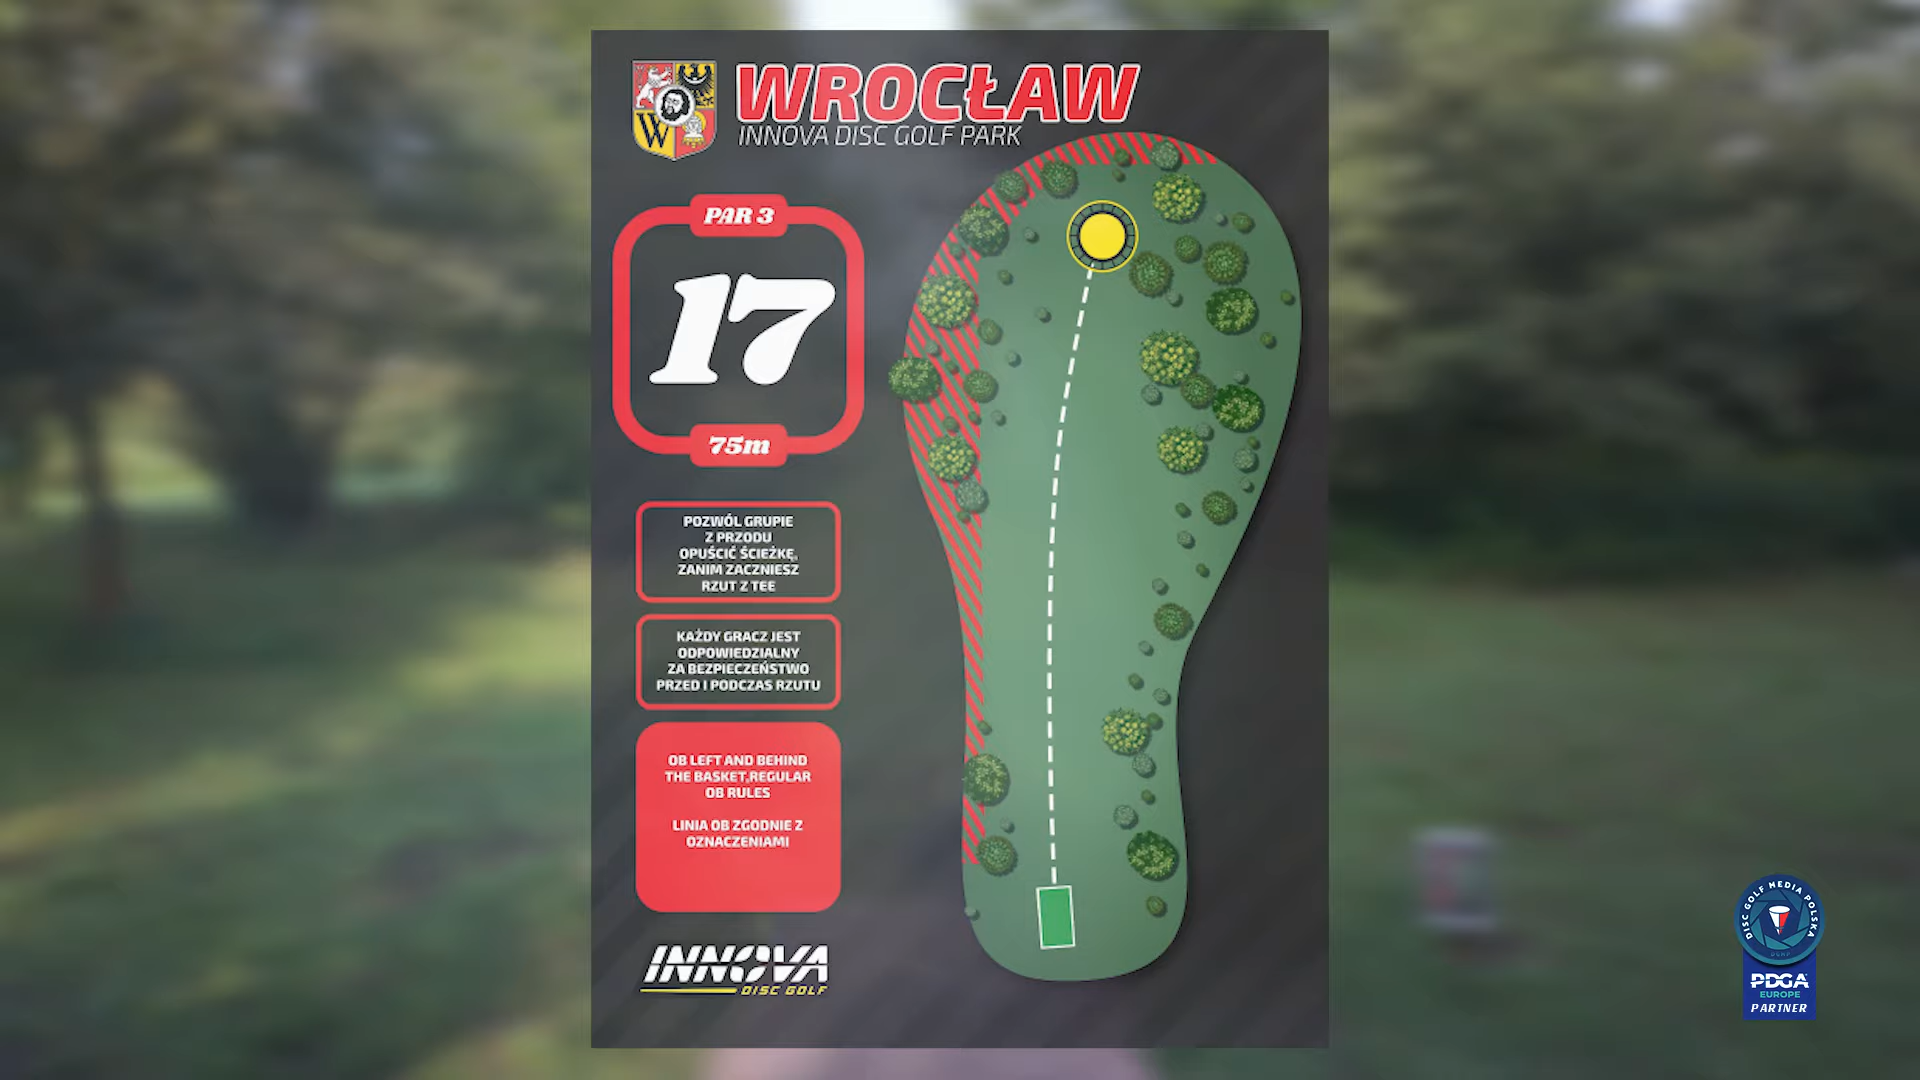 WROCŁAW
INNOVA DISC GOLF PARK
PAR 3
17
75m
POZWÓL GRUPIE
Z PRZODU
OPUŚCIĆ ŚCIEŻKĘ,
ZANIM ZACZNIESZ
RZUT Z TEE
KAŻDY GRACZ JEST
ODPOWIEDZIALNY
ZA BEZPIECZEŃSTWO
PRZED I PODCZAS RZUTU
OB LEFT AND BEHIND
THE BASKET,REGULAR
OB RULES
LINIA OB ZGODNIE Z
OZNACZENIAMI
INNOVA
DISC GOLF
W
DISC GOLF MEDIA POLSKA
PDGA
EUROPE
PARTNER